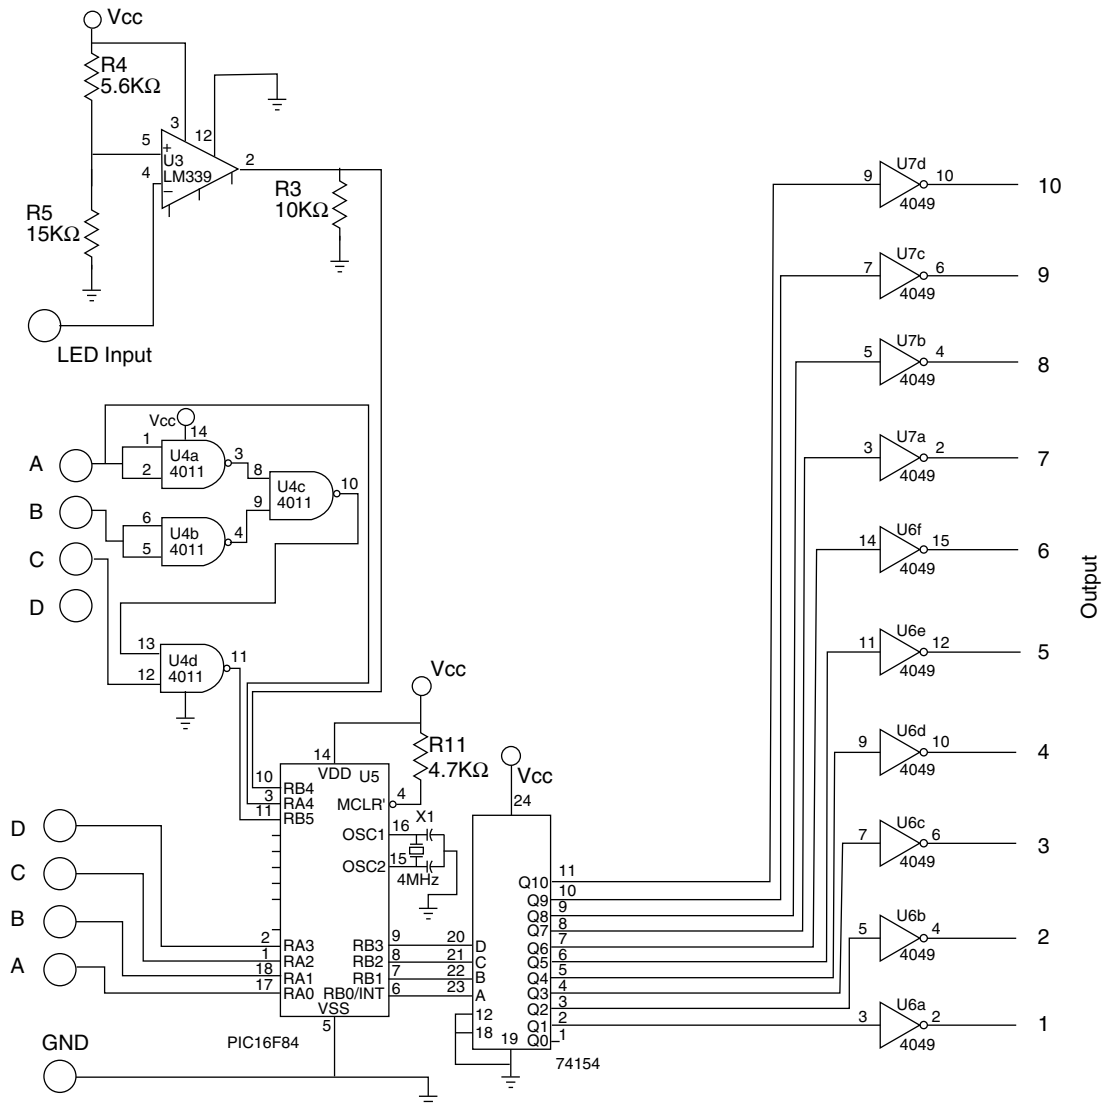 Vcc
R4
5.6KΩ
3
12
5
+
U3
LM339
4
−
2
R3
10KΩ
R5
15KΩ
LED Input
Vcc
14
A
1
2
U4a
4011
3
8
9
U4c
4011
10
B
6
5
U4b
4011
4
C
D
13
12
U4d
4011
11
Vcc
R11
4.7KΩ
14
VDD
U5
10
RB4
3
RA4
11
RB5
MCLR'
4
X1
OSC1
16
OSC2
15
4MHz
D
C
B
A
2
RA3
1
RA2
18
RA1
17
RA0
RB3
9
RB2
8
RB1
7
RB0/INT
6
VSS
5
PIC16F84
GND
Vcc
24
20
D
21
C
22
B
23
A
12
18
19
Q10
11
Q9
10
Q8
9
Q7
8
Q6
7
Q5
6
Q4
5
Q3
4
Q2
3
Q1
2
Q0
1
74154
9
U7d
4049
10
10
7
U7c
4049
6
9
5
U7b
4049
4
8
3
U7a
4049
2
7
14
U6f
4049
15
6
11
U6e
4049
12
5
9
U6d
4049
10
4
7
U6c
4049
6
3
5
U6b
4049
4
2
3
U6a
4049
2
1
Output